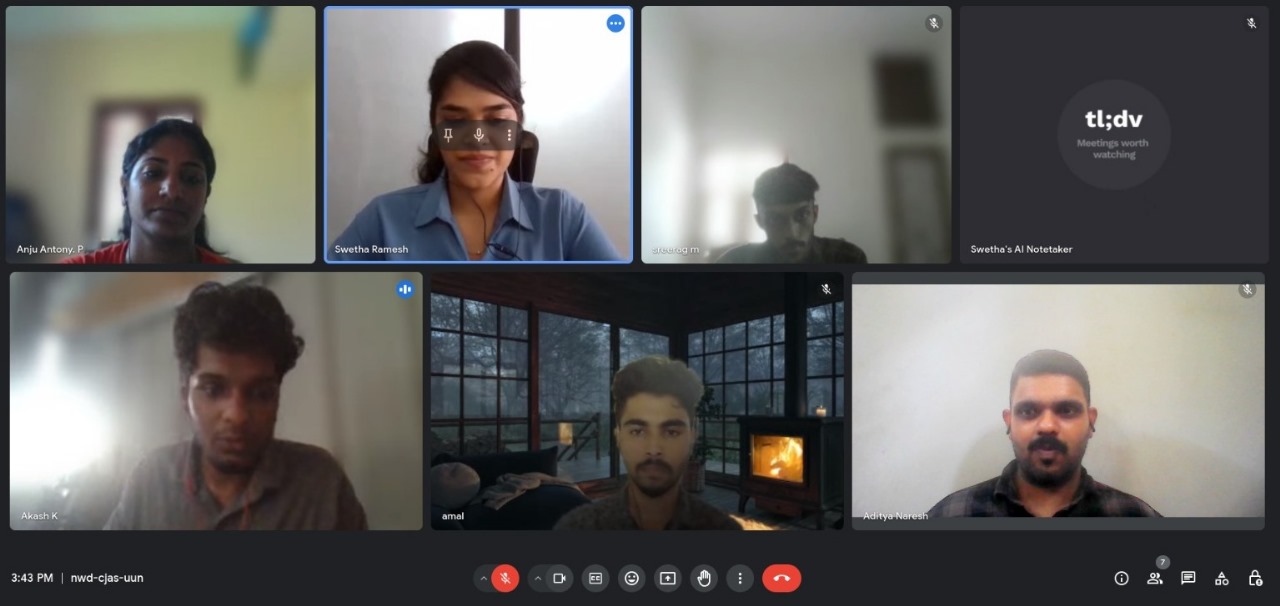 tl;dv
Meetings worth
watching
Anju Antony. P
Swetha Ramesh
sreerag m
Swetha's AI Notetaker
Akash K
amal
Aditya Naresh
3:43 PM | nwd-cjas-uun
CC
7